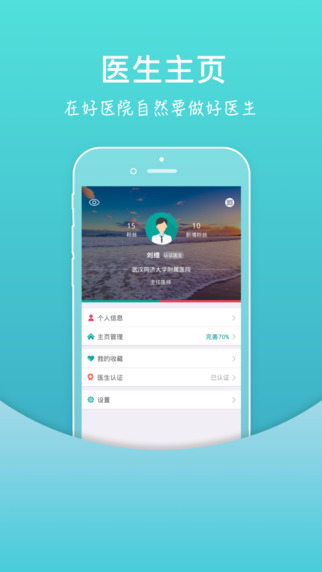 医生主页
在好医院自然要做好医生
15
粉丝
10
新增粉丝
刘维 认证医生
武汉同济大学附属医院
主任医师
个人信息
主页管理 完善70%
我的收藏
医生认证 已认证
设置